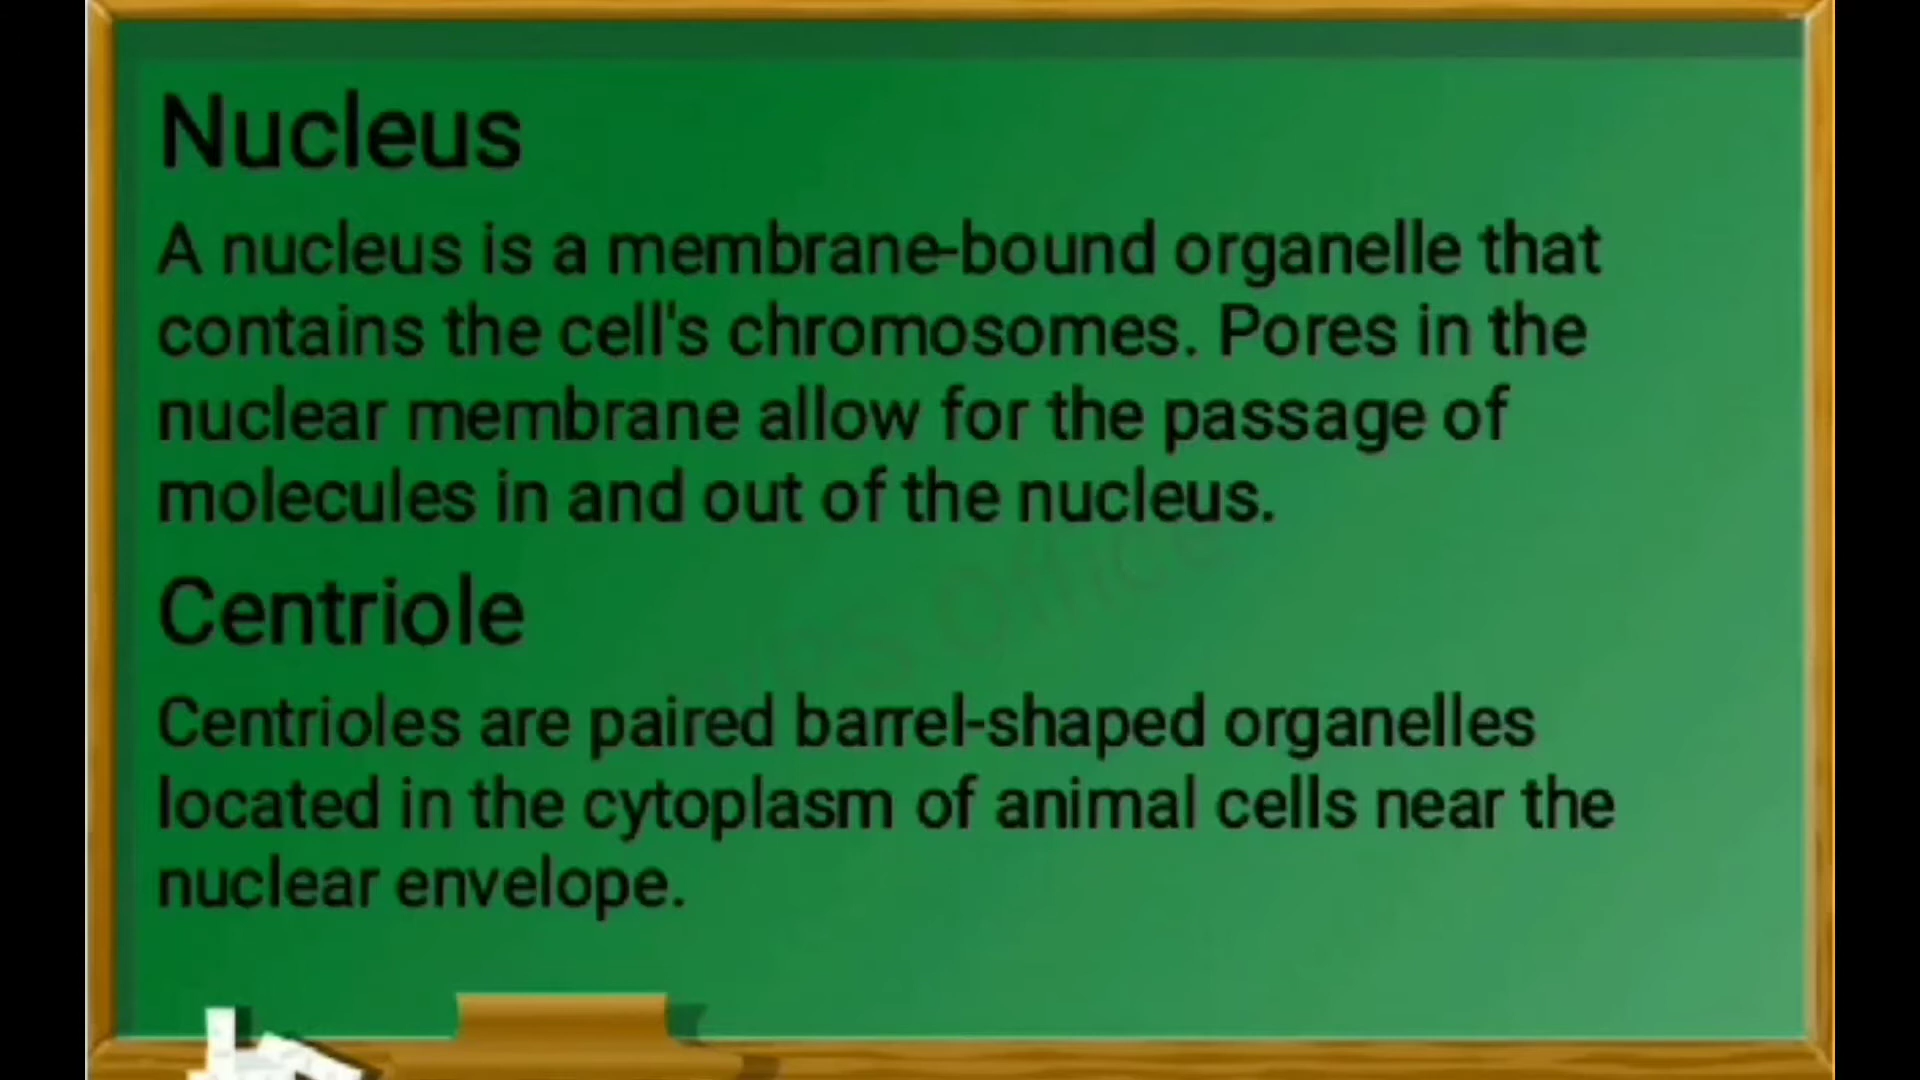 Nucleus
A nucleus is a membrane-bound organelle that
contains the cell's chromosomes. Pores in the
nuclear membrane allow for the passage of
molecules in and out of the nucleus.
Office
Centriole
Centrioles are paired barrel-shaped organelles
located in the cytoplasm of animal cells near the
nuclear envelope.